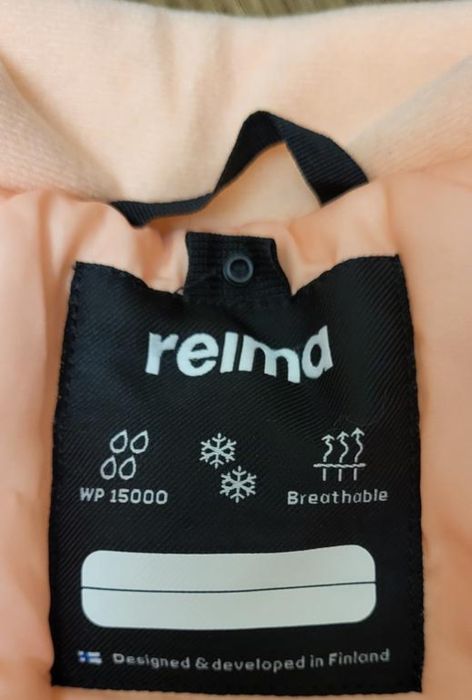 reima
WP 15000
Breathable
Designed & developed in Finland